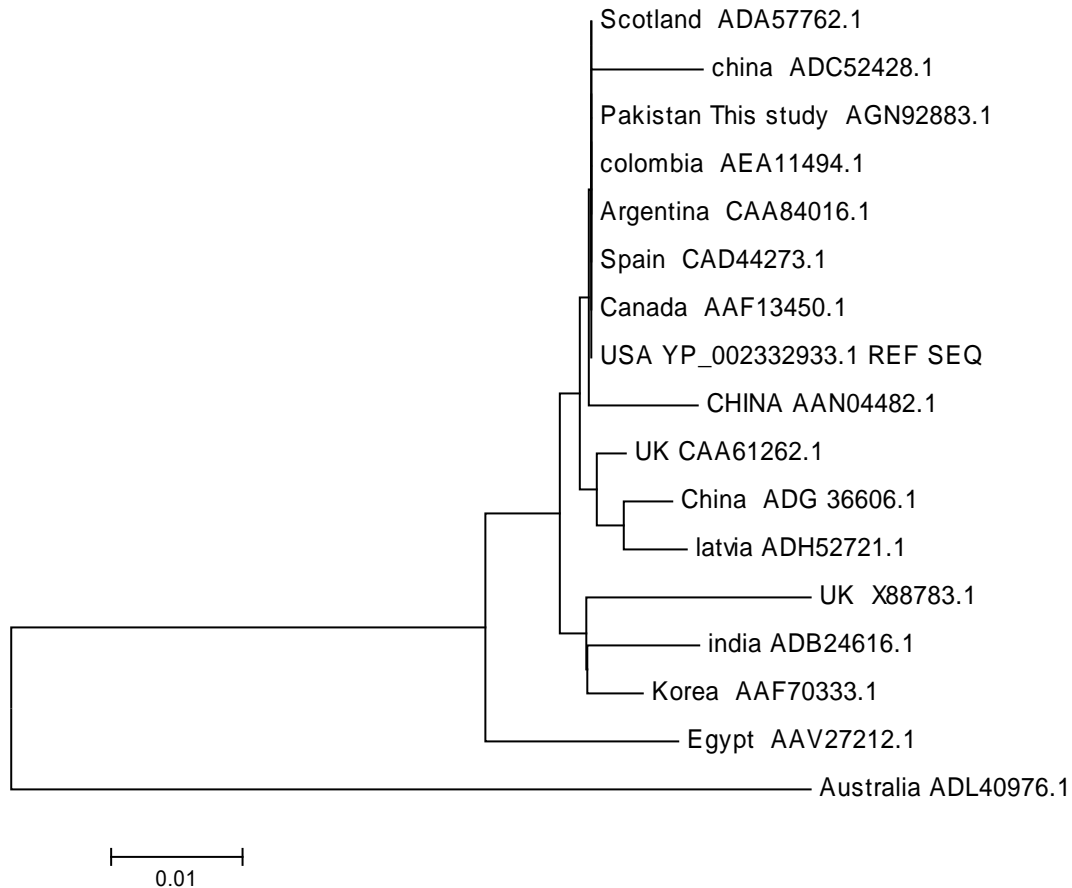 Scotland ADA57762.1
china ADC52428.1
Pakistan This study AGN92883.1
colombia AEA11494.1
Argentina CAA84016.1
Spain CAD44273.1
Canada AAF13450.1
USA YP_002332933.1 REF SEQ
CHINA AAN04482.1
UK CAA61262.1
China ADG 36606.1
latvia ADH52721.1
UK X88783.1
india ADB24616.1
Korea AAF70333.1
Egypt AAV27212.1
Australia ADL40976.1
0.01